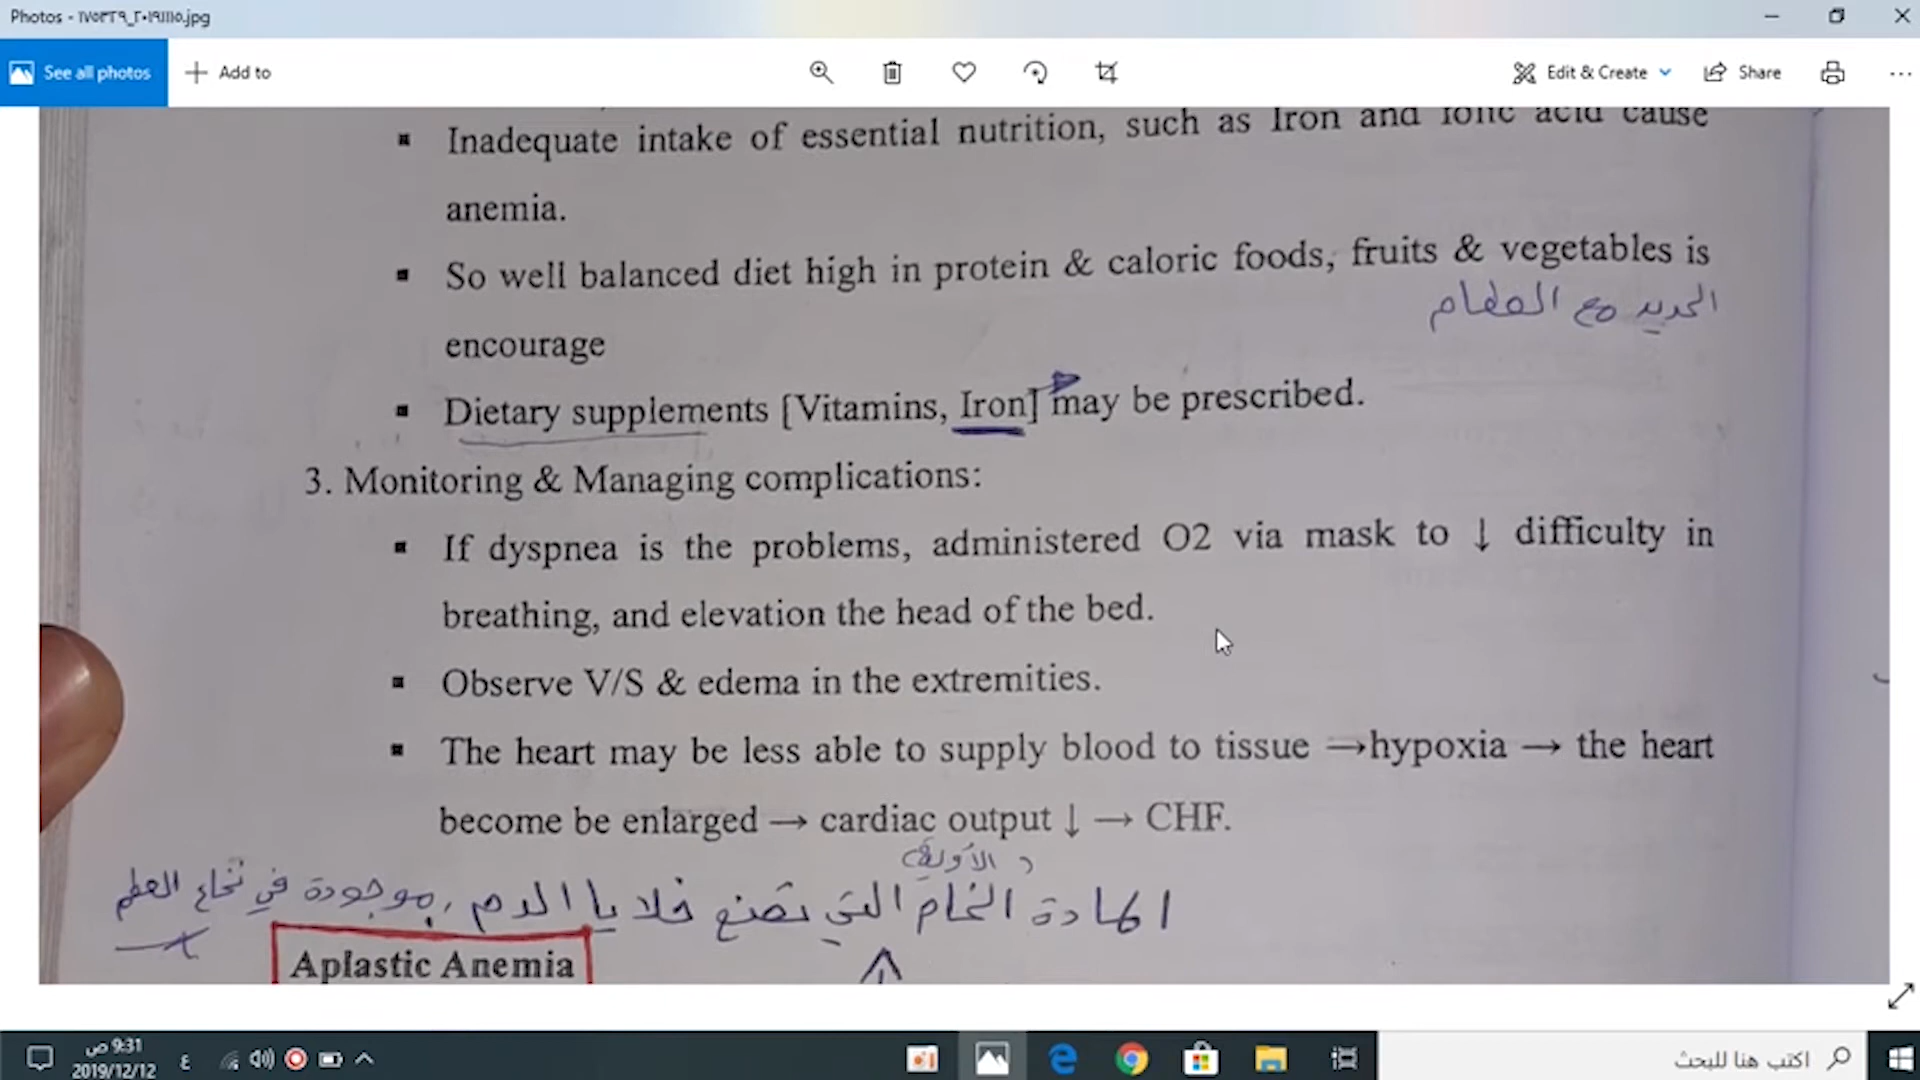 Photos - ٢٠١٩١١١٥_١٧٥٣٢٩.jpg
See all photos
Add to
Edit & Create
Share
Inadequate intake of essential nutrition, such as Iron and folic acid cause
anemia.
So well balanced diet high in protein & caloric foods, fruits & vegetables is
الحديد مع الطعام
encourage
Dietary supplements [Vitamins, Iron] may be prescribed.
3. Monitoring & Managing complications:
If dyspnea is the problems, administered O2 via mask to ↓ difficulty in
breathing, and elevation the head of the bed.
Observe V/S & edema in the extremities.
The heart may be less able to supply blood to tissue →hypoxia → the heart
become be enlarged → cardiac output ↓ → CHF.
الأولية
المادة الخام التي تصنع خلايا الدم، موجودة في نخاع العظم
Aplastic Anemia
9:31 ص
2019/12/12
ع
اكتب هنا للبحث